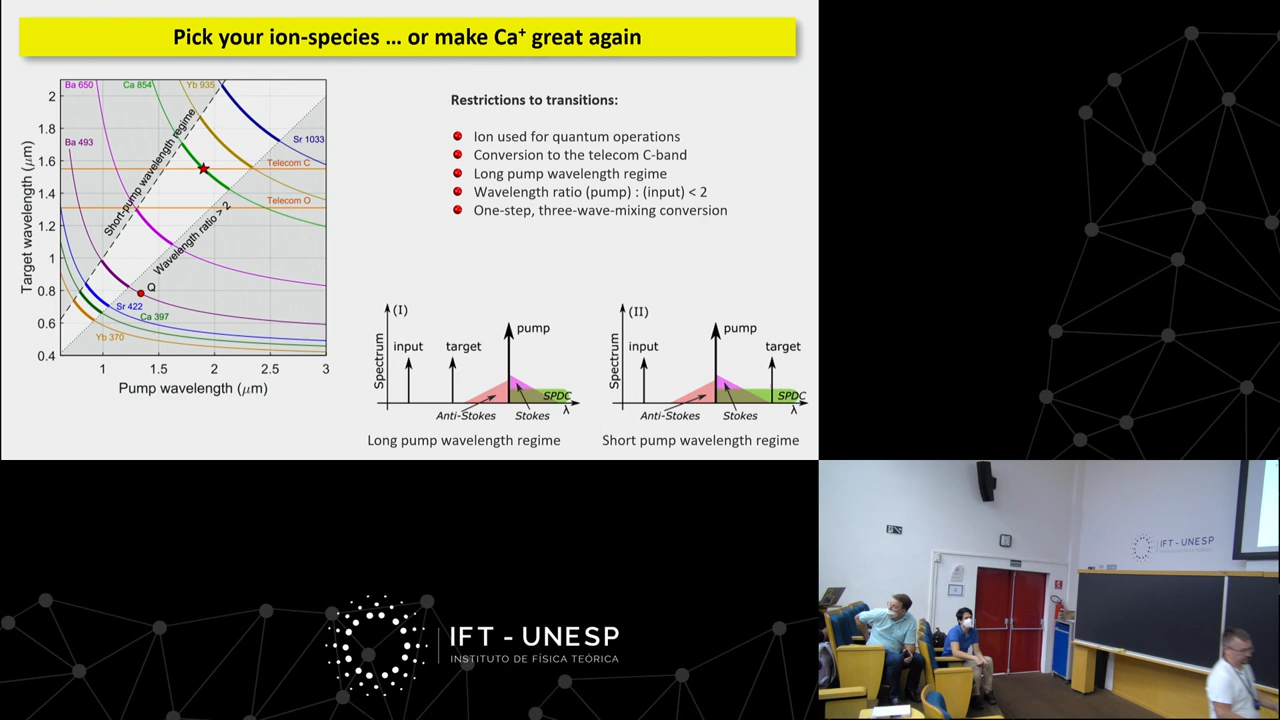 Pick your ion-species ... or make Ca⁺ great again
Ba 650
Ca 854
Yb 935
Ba 493
Sr 1033
Telecom C
Telecom O
Short-pump wavelength regime
Wavelength ratio > 2
Q
Sr 422
Ca 397
Yb 370
2
1.8
1.6
1.4
1.2
1
0.8
0.6
0.4
1
1.5
2
2.5
3
Target wavelength (μm)
Pump wavelength (μm)
Restrictions to transitions:
Ion used for quantum operations
Conversion to the telecom C-band
Long pump wavelength regime
Wavelength ratio (pump) : (input) < 2
One-step, three-wave-mixing conversion
(I)
Spectrum
input
target
pump
SPDC
λ
Anti-Stokes
Stokes
Long pump wavelength regime
(II)
Spectrum
input
pump
target
SPDC
λ
Anti-Stokes
Stokes
Short pump wavelength regime
IFT - UNESP
INSTITUTO DE FÍSICA TEÓRICA
IFT - UNESP